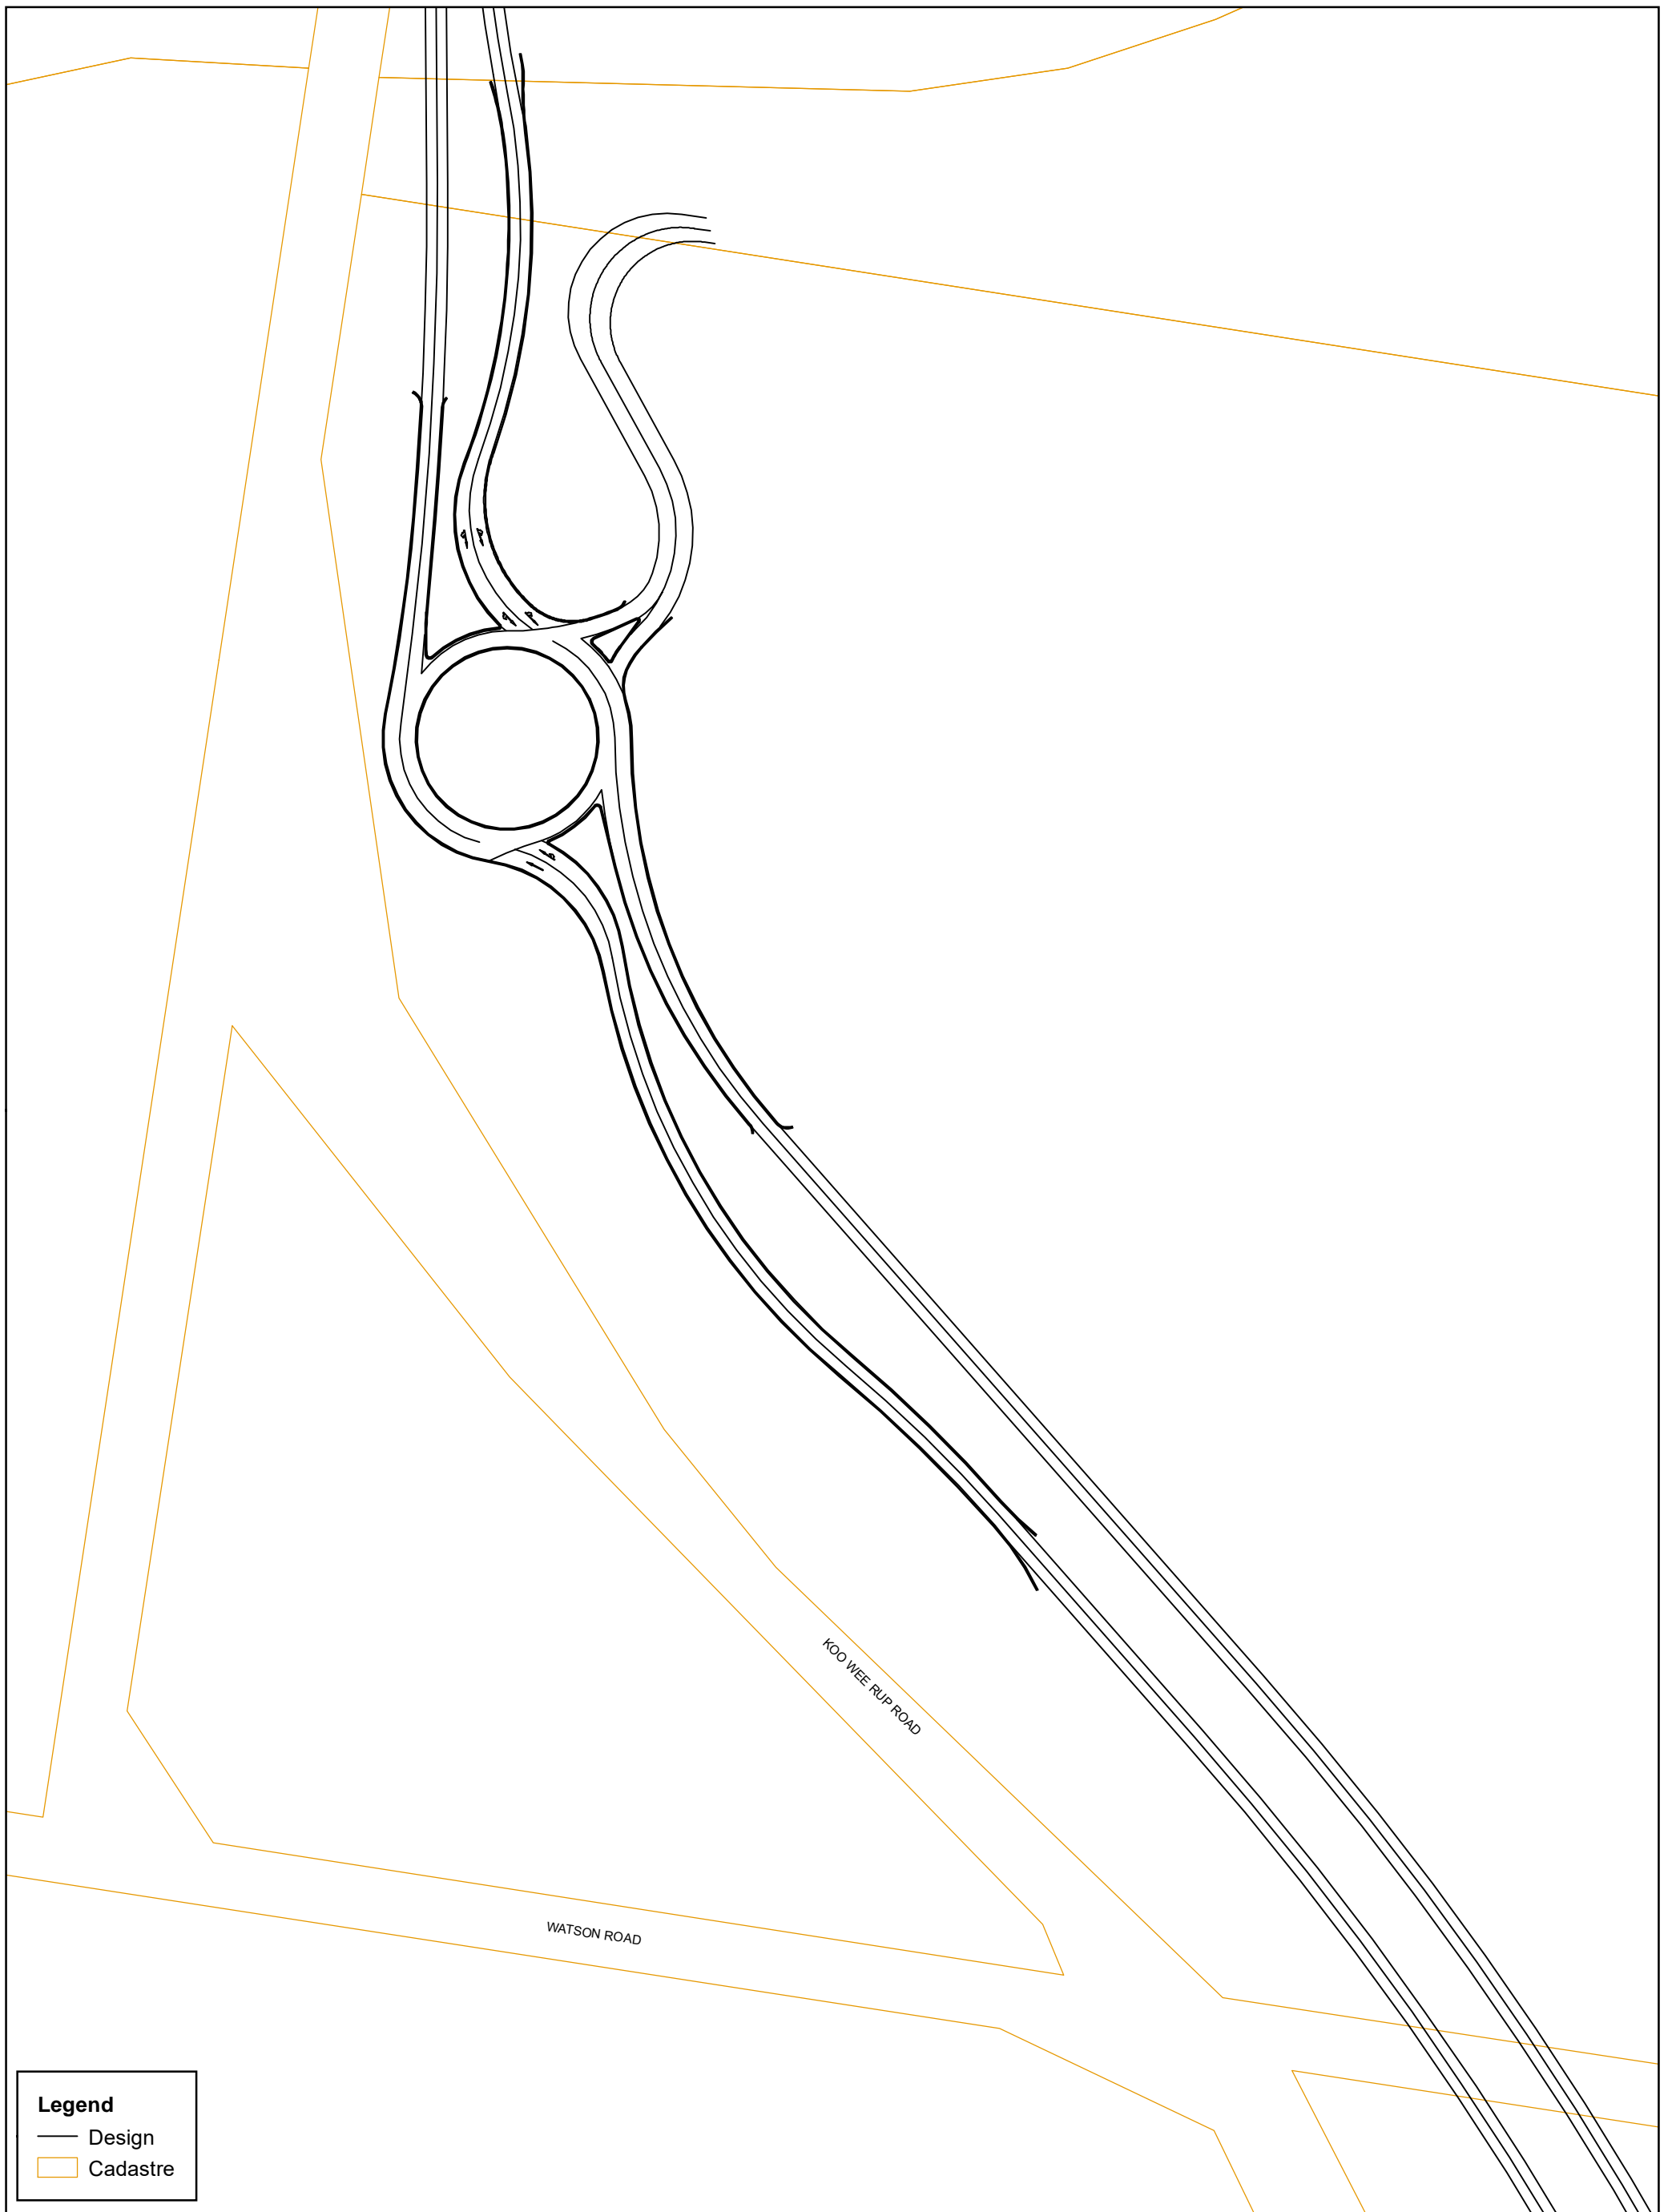 KOO WEE RUP ROAD
WATSON ROAD
Legend
Design
Cadastre